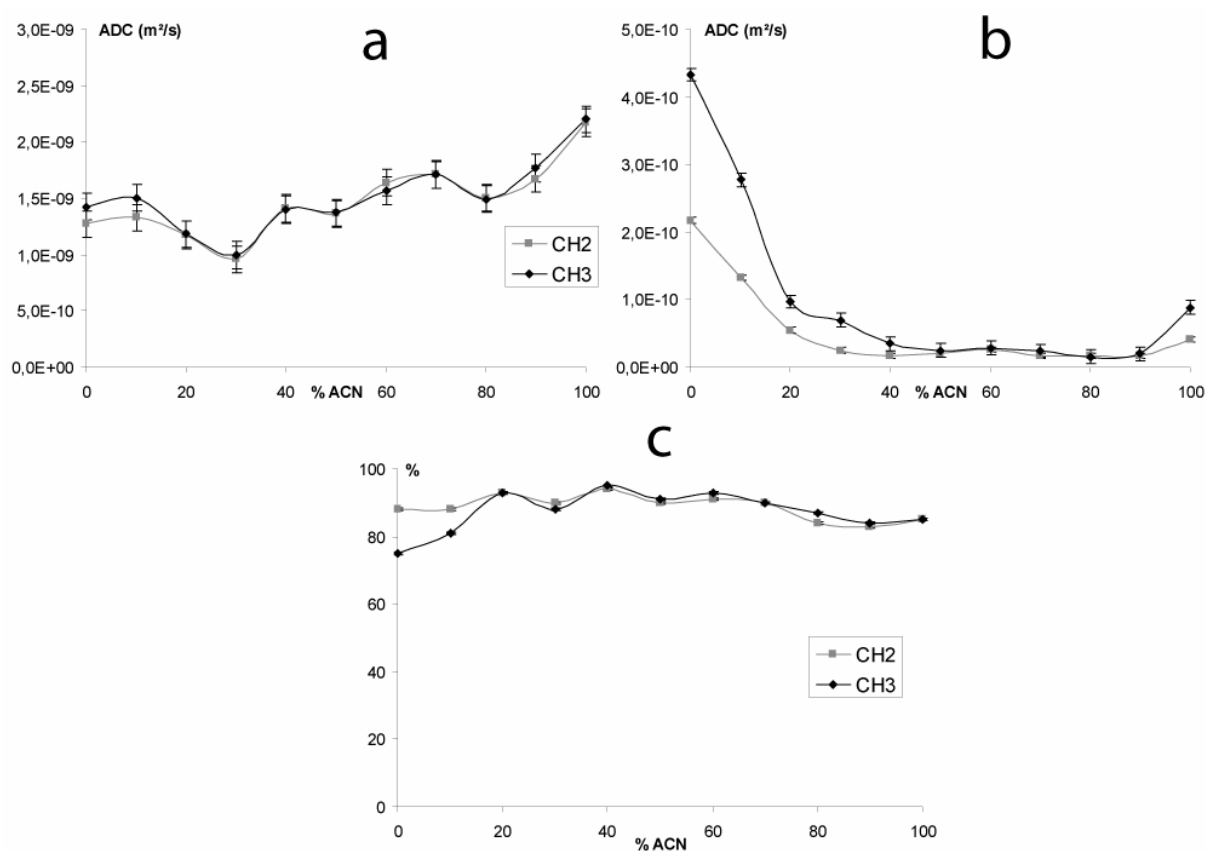 a
ADC (m²/s)
3,0E-09
2,5E-09
2,0E-09
1,5E-09
1,0E-09
5,0E-10
0,0E+00
0 20 40 60 80 100
% ACN
CH2
CH3
b
ADC (m²/s)
5,0E-10
4,0E-10
3,0E-10
2,0E-10
1,0E-10
0,0E+00
0 20 40 60 80 100
% ACN
c
%
100
80
60
40
20
0
0 20 40 60 80 100
% ACN
CH2
CH3